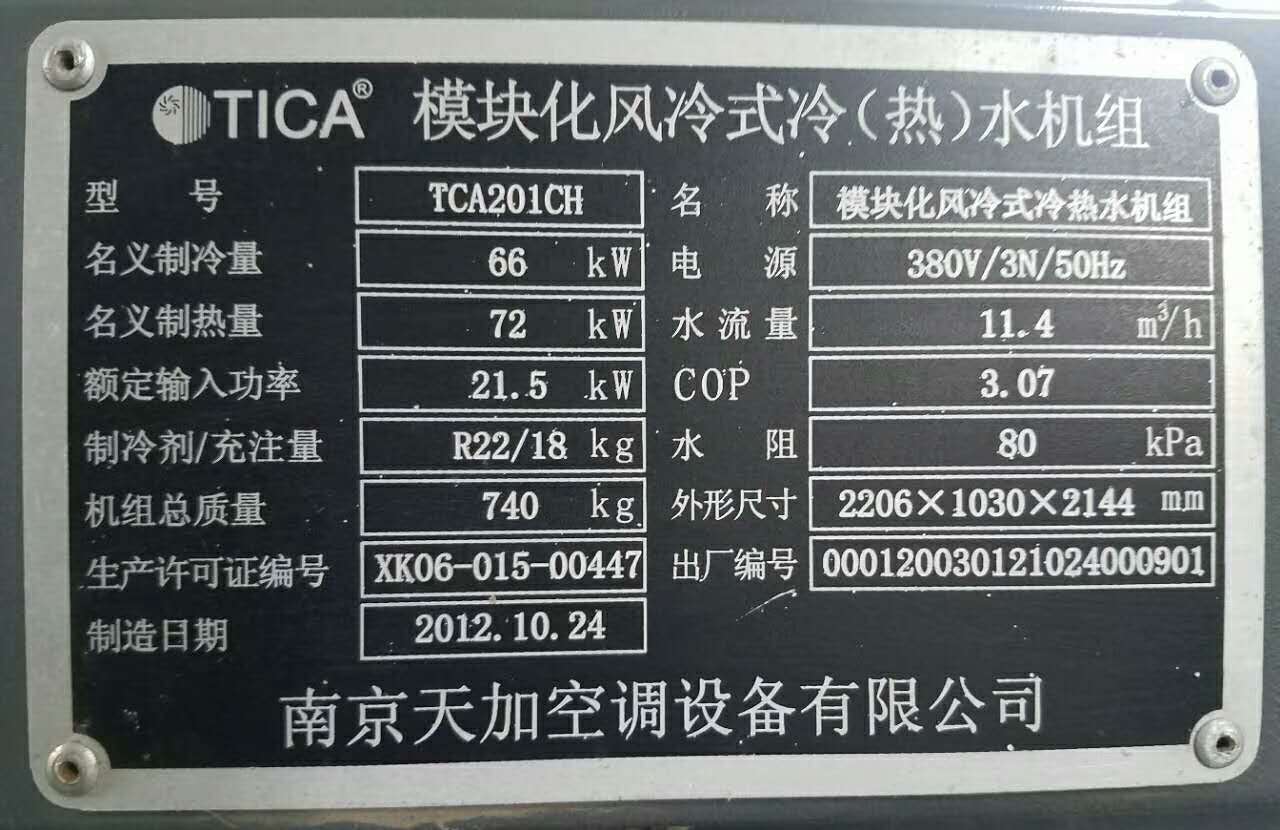 TICA® 模块化风冷式冷(热)水机组
型号 TCA201CH 名称 模块化风冷式冷热水机组
名义制冷量 66 kW 电源 380V/3N/50Hz
名义制热量 72 kW 水流量 11.4 m³/h
额定输入功率 21.5 kW COP 3.07
制冷剂/充注量 R22/18 kg 水阻 80 kPa
机组总质量 740 kg 外形尺寸 2206×1030×2144 mm
生产许可证编号 XK06-015-00447 出厂编号 000120030121024000901
制造日期 2012.10.24
南京天加空调设备有限公司